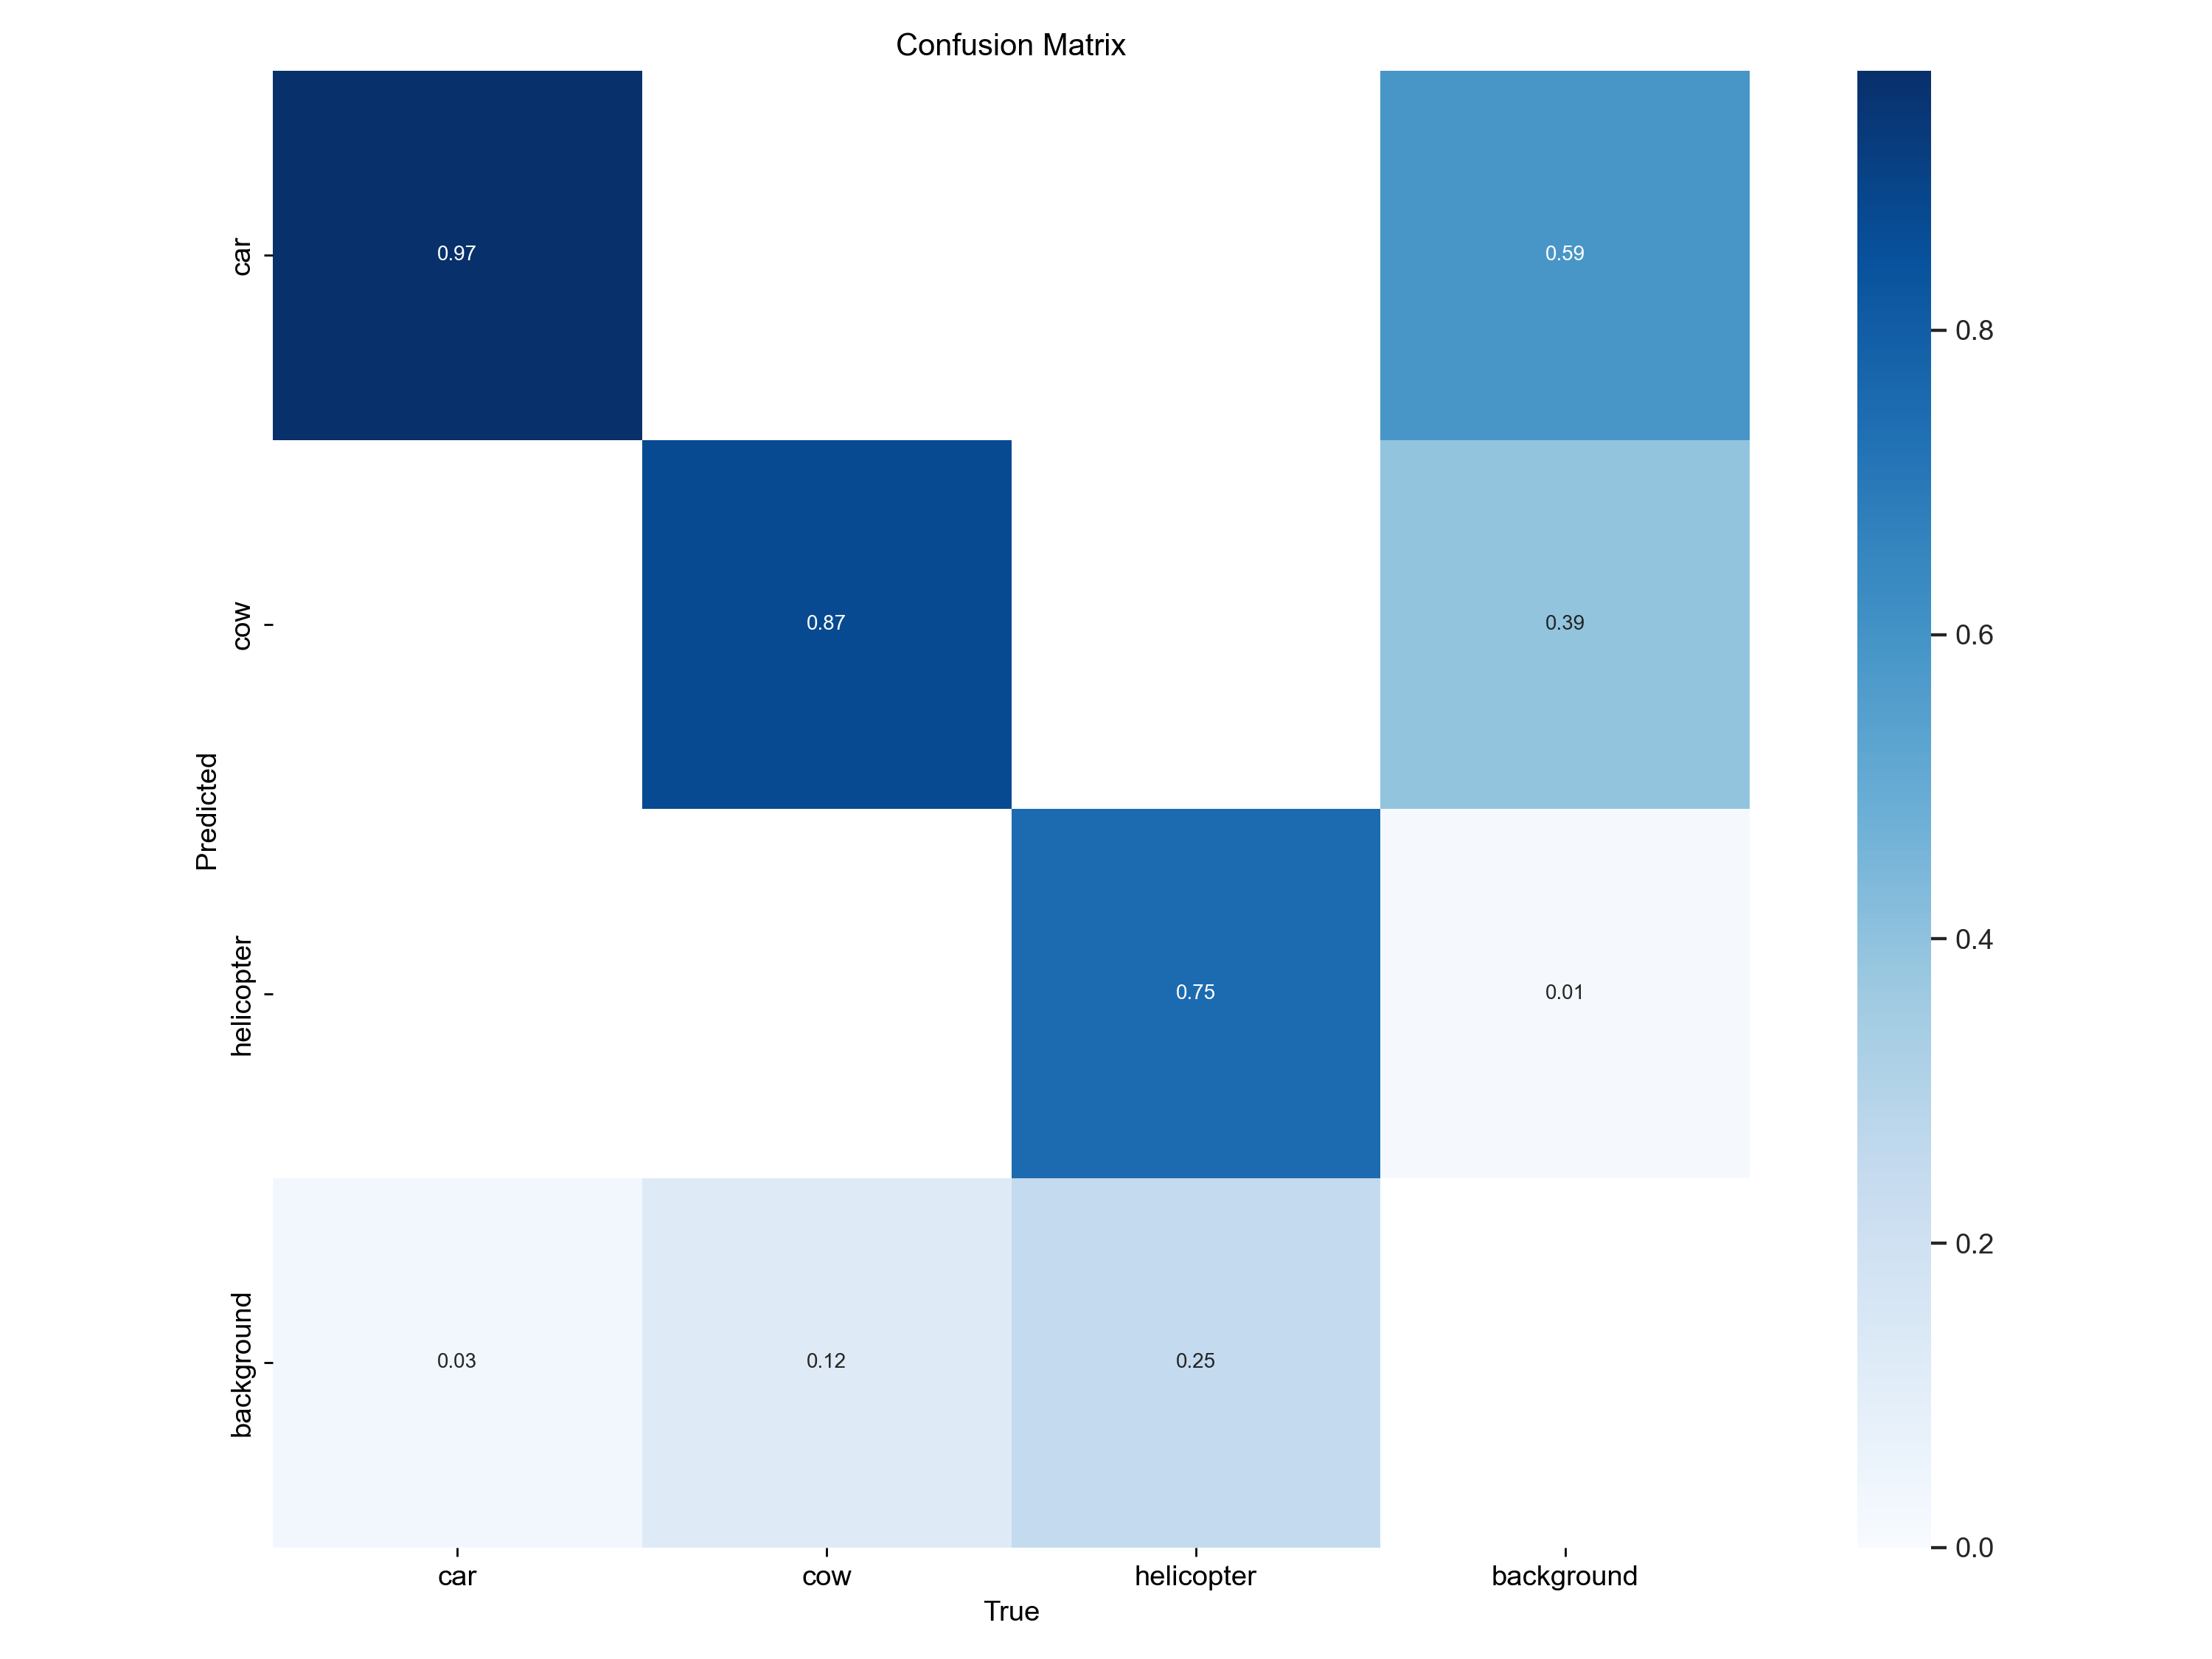 Confusion Matrix
car
0.97
0.59
cow
0.87
0.39
helicopter
0.75
0.01
background
0.03
0.12
0.25
car
cow
helicopter
background
True
Predicted
0.8
0.6
0.4
0.2
0.0